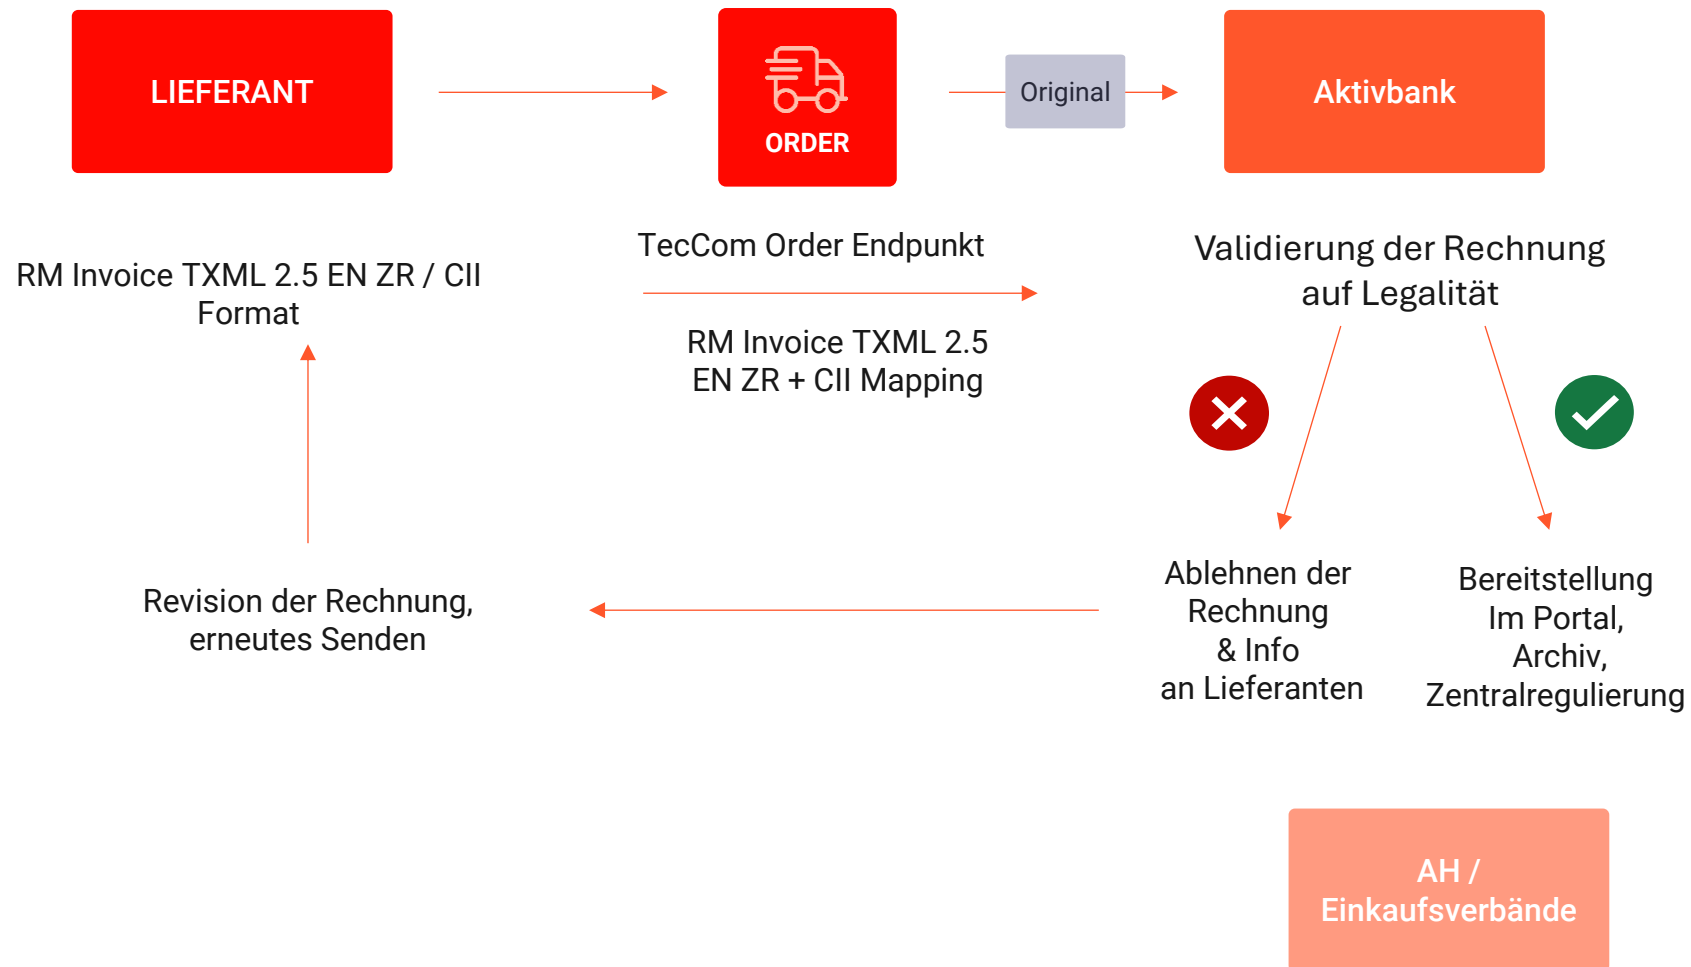 LIEFERANT
ORDER
Original
Aktivbank
RM Invoice TXML 2.5 EN ZR / CII
Format
TecCom Order Endpunkt
RM Invoice TXML 2.5
EN ZR + CII Mapping
Validierung der Rechnung
auf Legalität
Revision der Rechnung,
erneutes Senden
Ablehnen der
Rechnung
& Info
an Lieferanten
Bereitstellung
Im Portal,
Archiv,
Zentralregulierung
AH /
Einkaufsverbände